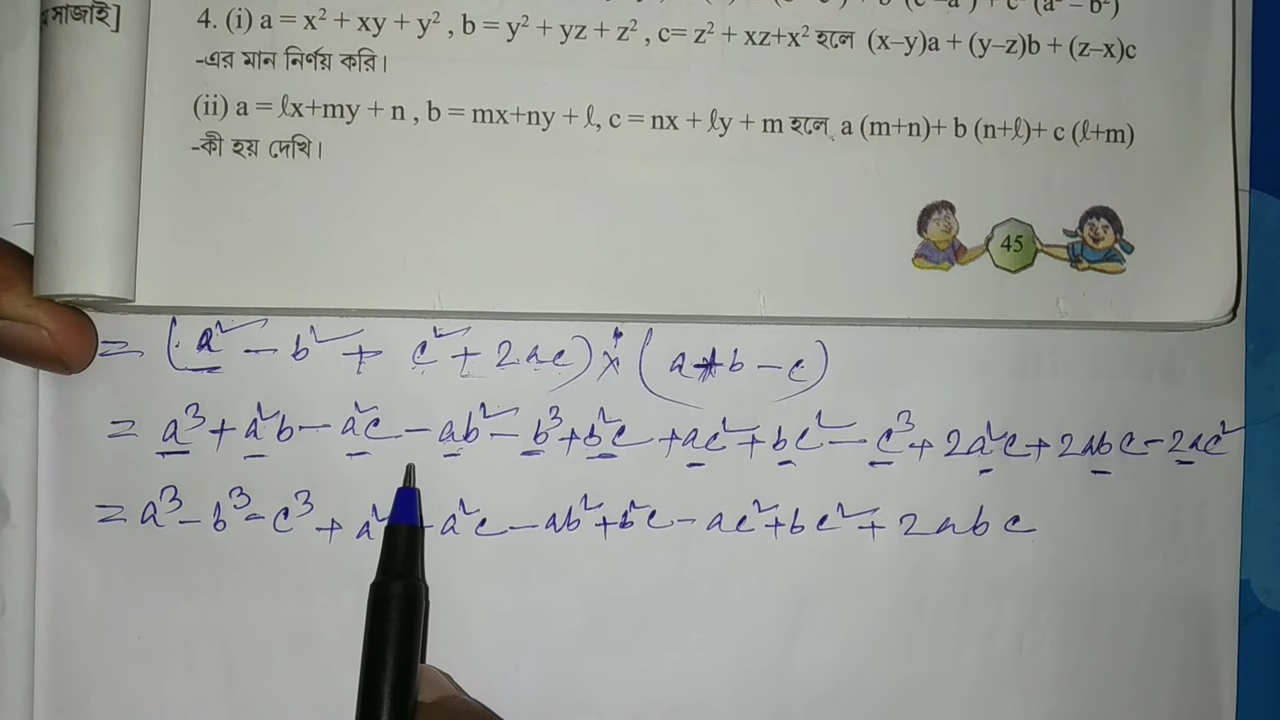 সাজাই]
4. (i) a = x² + xy + y² , b = y² + yz + z² , c= z² + xz+x² হলে (x–y)a + (y–z)b + (z–x)c
-এর মান নির্ণয় করি।
(ii) a = ℓx+my + n , b = mx+ny + ℓ, c = nx + ℓy + m হলে, a (m+n)+ b (n+ℓ)+ c (ℓ+m)
-কী হয় দেখি।
45
= (a² - b² + c² + 2ac) × (a + b - c)
= a³ + a²b - a²c - ab² - b³ + b²c + ac² + bc² - c³ + 2a²c + 2abc - 2ac²
= a³ - b³ - c³ + a² a²c - ab² + b²c - ac² + bc² + 2abc